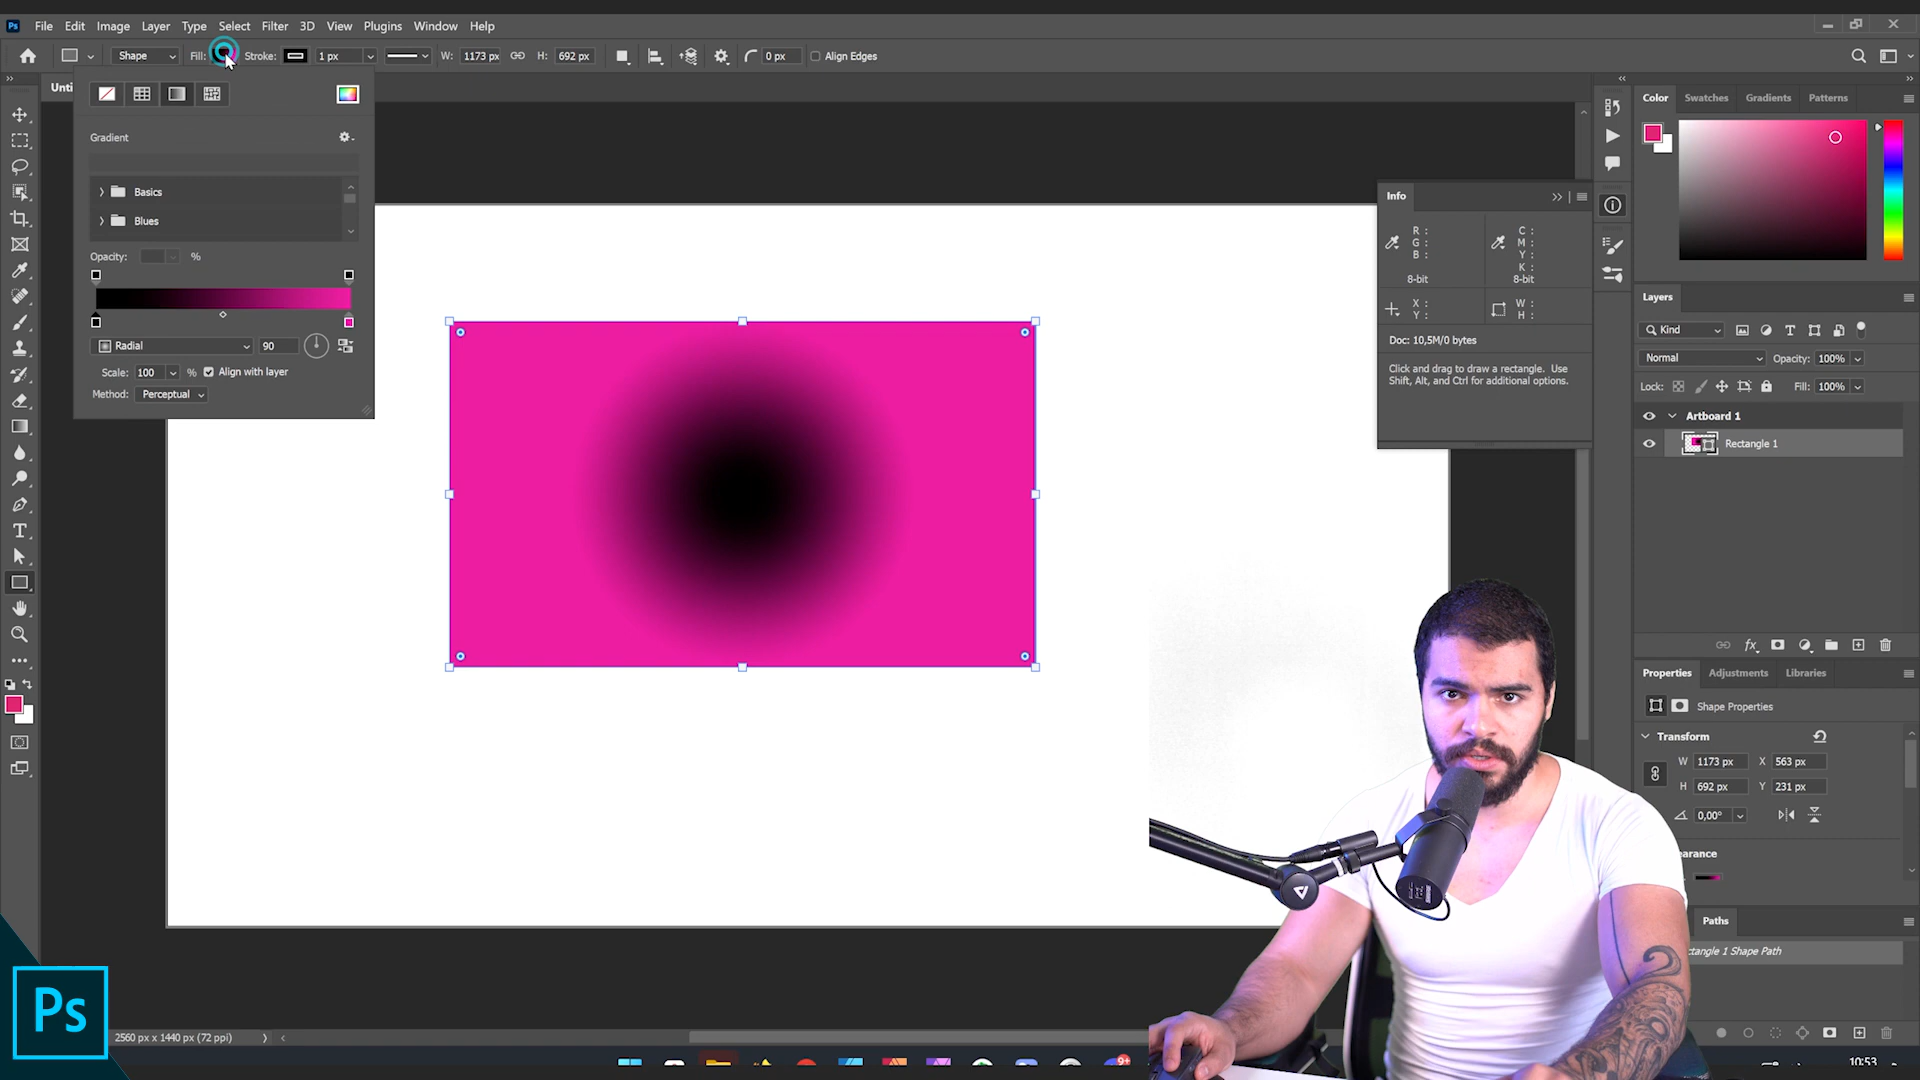 Ps File Edit Image Layer Type Select Filter 3D View Plugins Window Help
Shape Fill: Stroke: 1 px W: 1173 px H: 692 px 0 px Align Edges
Unti
Gradient
Basics
Blues
Opacity: %
Radial 90
Scale: 100 % Align with layer
Method: Perceptual
Info
R :
G :
B :
8-bit
C :
M :
Y :
K :
8-bit
X :
Y :
W :
H :
Doc: 10,5M/0 bytes
Click and drag to draw a rectangle. Use
Shift, Alt, and Ctrl for additional options.
Color Swatches Gradients Patterns
Layers
Kind
Normal Opacity: 100%
Lock: Fill: 100%
Artboard 1
Rectangle 1
Properties Adjustments Libraries
Shape Properties
Transform
W 1173 px X 563 px
H 692 px Y 231 px
0,00°
earance
Paths
ctangle 1 Shape Path
2560 px x 1440 px (72 ppi)
Ps
9+
10:53